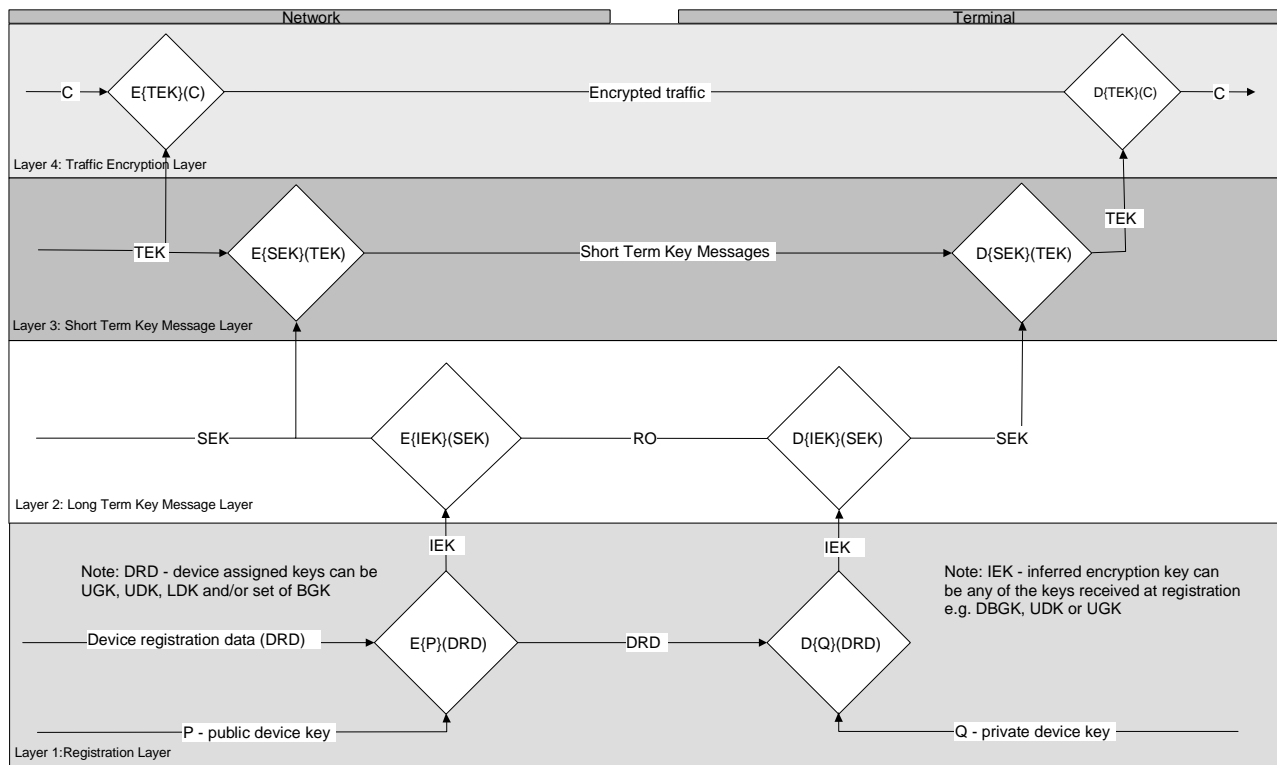 Network
Terminal
C
E{TEK}(C)
Encrypted traffic
D{TEK}(C)
C
Layer 4: Traffic Encryption Layer
TEK
TEK
E{SEK}(TEK)
Short Term Key Messages
D{SEK}(TEK)
Layer 3: Short Term Key Message Layer
SEK
E{IEK}(SEK)
RO
D{IEK}(SEK)
SEK
Layer 2: Long Term Key Message Layer
IEK
IEK
Note: DRD - device assigned keys can be
UGK, UDK, LDK and/or set of BGK
Note: IEK - inferred encryption key can
be any of the keys received at registration
e.g. DBGK, UDK or UGK
Device registration data (DRD)
E{P}(DRD)
DRD
D{Q}(DRD)
P - public device key
Q - private device key
Layer 1:Registration Layer